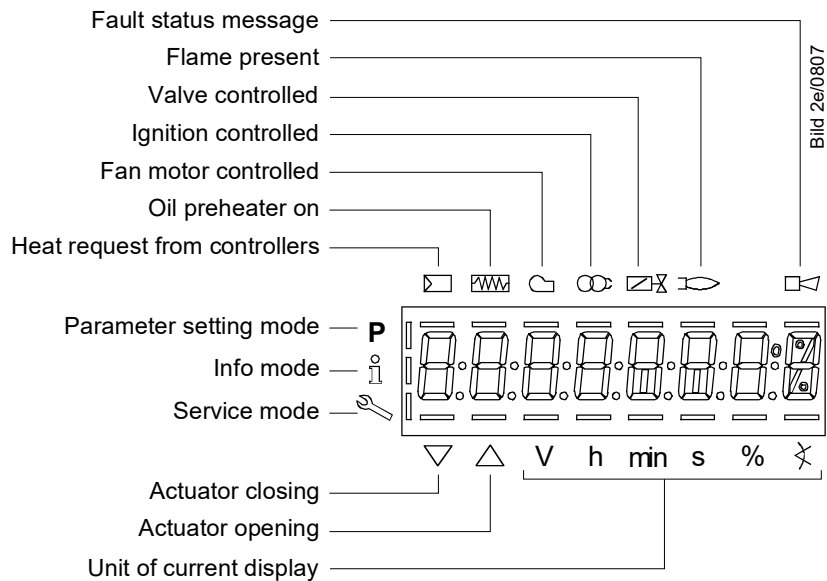 Fault status message
Flame present
Valve controlled
Ignition controlled
Fan motor controlled
Oil preheater on
Heat request from controllers
Bild 2e/0807
Parameter setting mode P
Info mode i
Service mode
V h min s %
Actuator closing
Actuator opening
Unit of current display